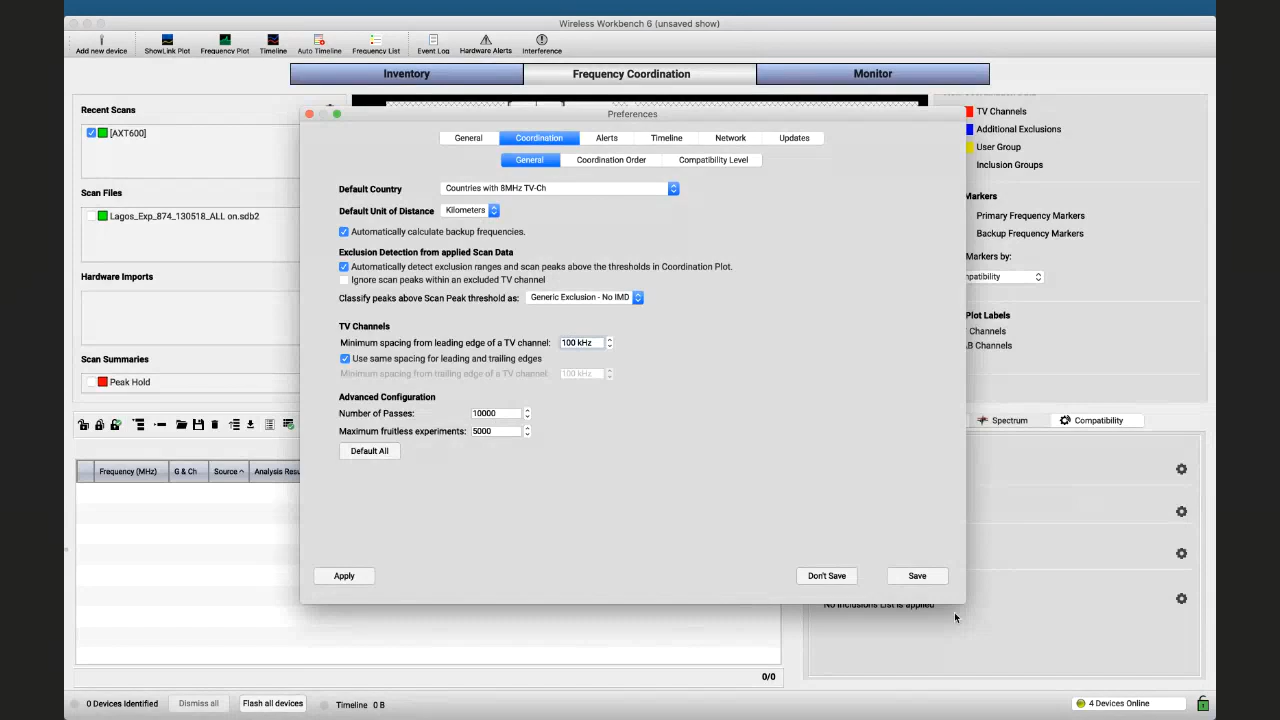 Wireless Workbench 6 (unsaved show)
Add new device
ShowLink Plot
Frequency Plot
Timeline
Auto Timeline
Frequency List
Event Log
Hardware Alerts
Interference
Inventory
Frequency Coordination
Monitor
Recent Scans
[AXT600]
Scan Files
Lagos_Exp_874_130518_ALL on.sdb2
Hardware Imports
Scan Summaries
Peak Hold
Frequency (MHz)
G & Ch
Source
Analysis Resu
Preferences
General
Coordination
Alerts
Timeline
Network
Updates
General
Coordination Order
Compatibility Level
Default Country
Countries with 8MHz TV-Ch
Default Unit of Distance
Kilometers
Automatically calculate backup frequencies.
Exclusion Detection from applied Scan Data
Automatically detect exclusion ranges and scan peaks above the thresholds in Coordination Plot.
Ignore scan peaks within an excluded TV channel
Classify peaks above Scan Peak threshold as:
Generic Exclusion - No IMD
TV Channels
Minimum spacing from leading edge of a TV channel:
100 kHz
Use same spacing for leading and trailing edges
Minimum spacing from trailing edge of a TV channel:
100 kHz
Advanced Configuration
Number of Passes:
10000
Maximum fruitless experiments:
5000
Default All
Apply
Don't Save
Save
TV Channels
Additional Exclusions
User Group
Inclusion Groups
Markers
Primary Frequency Markers
Backup Frequency Markers
Markers by:
npatibility
Plot Labels
Channels
B Channels
Spectrum
Compatibility
No Inclusions List is applied
0/0
0 Devices Identified
Dismiss all
Flash all devices
Timeline 0 B
4 Devices Online